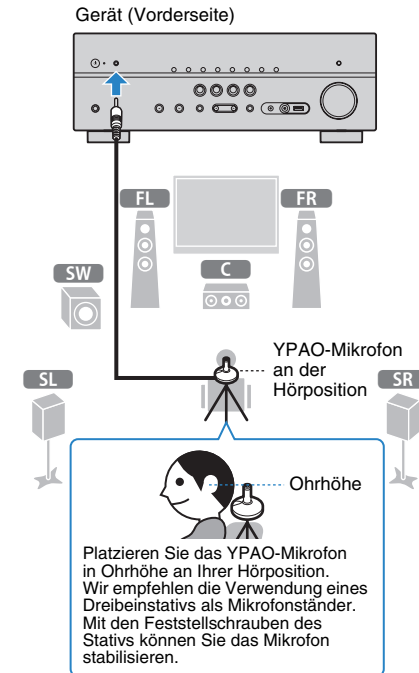 Gerät (Vorderseite)
FL
FR
SW
C
YPAO-Mikrofon
an der
Hörposition
SL
SR
Ohrhöhe
Platzieren Sie das YPAO-Mikrofon
in Ohrhöhe an Ihrer Hörposition.
Wir empfehlen die Verwendung eines
Dreibeinstativs als Mikrofonständer.
Mit den Feststellschrauben des
Stativs können Sie das Mikrofon
stabilisieren.